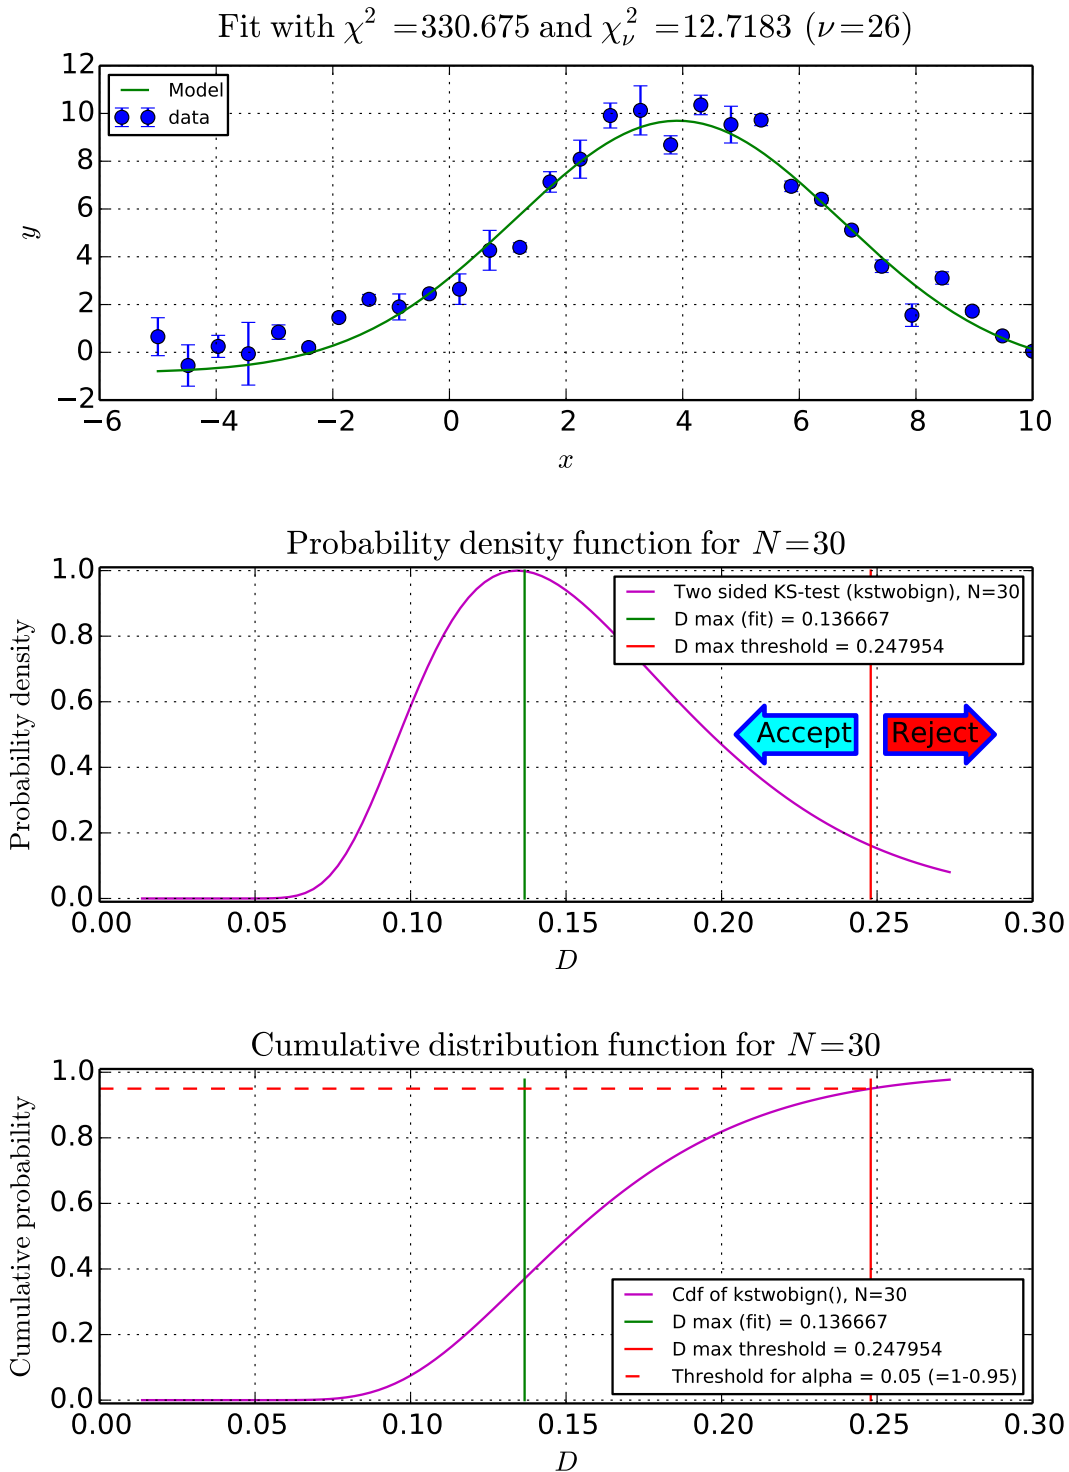 Fit with χ² =330.675 and χ²ᵥ =12.7183 (ν=26)
12
10
8
6
4
2
0
−2
y
Model
data
−6 −4 −2 0 2 4 6 8 10
x
Probability density function for N=30
1.0
0.8
0.6
0.4
0.2
0.0
Probability density
Two sided KS-test (kstwobign), N=30
D max (fit) = 0.136667
D max threshold = 0.247954
Accept Reject
0.00 0.05 0.10 0.15 0.20 0.25 0.30
D
Cumulative distribution function for N=30
1.0
0.8
0.6
0.4
0.2
0.0
Cumulative probability
Cdf of kstwobign(), N=30
D max (fit) = 0.136667
D max threshold = 0.247954
Threshold for alpha = 0.05 (=1-0.95)
0.00 0.05 0.10 0.15 0.20 0.25 0.30
D